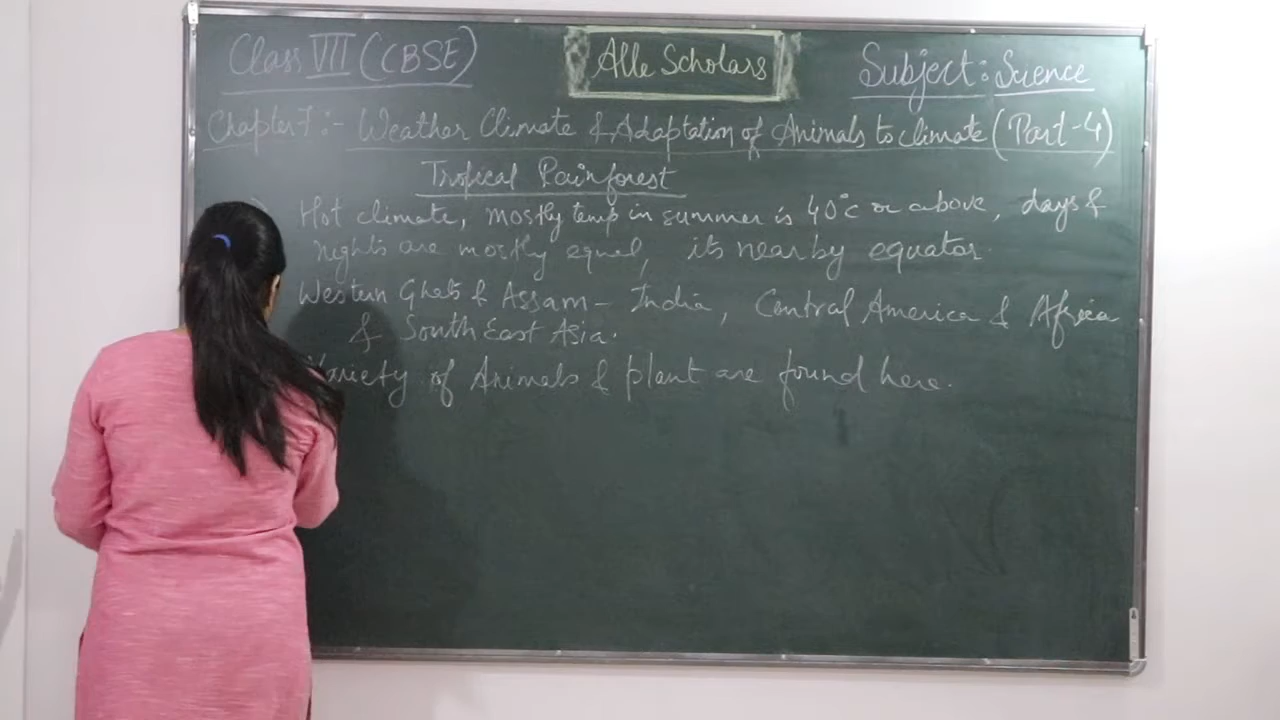 Class VII (CBSE)
Alle Scholars
Subject: Science
Chapter 7:- Weather Climate & Adaptation of Animals to climate (Part-4)
Tropical Rainforest
Hot climate, mostly temp in summer is 40°c or above, days &
nights are mostly equal, its nearby equator.
Western Ghats & Assam - India, Central America & Africa
& South East Asia.
Variety of Animals & plant are found here.